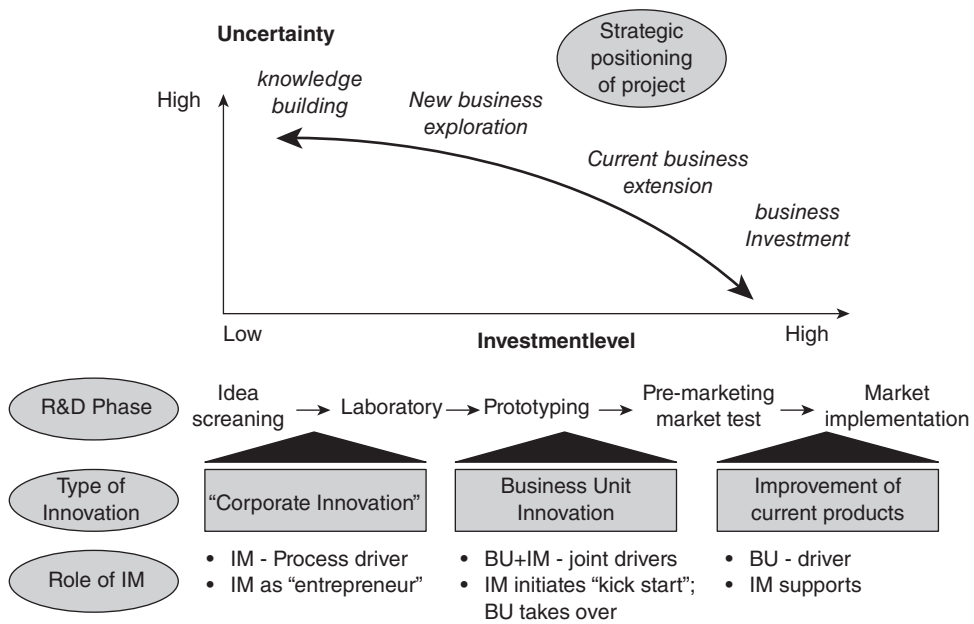 Uncertainty
Strategic
positioning
of project
High
knowledge
building
New business
exploration
Current business
extension
business
Investment
Low
Investmentlevel
High
R&D Phase
Idea
screaning
Laboratory
Prototyping
Pre-marketing
market test
Market
implementation
Type of
Innovation
“Corporate Innovation”
Business Unit
Innovation
Improvement of
current products
Role of IM
• IM - Process driver
• IM as “entrepreneur”
• BU+IM - joint drivers
• IM initiates “kick start”;
BU takes over
• BU - driver
• IM supports